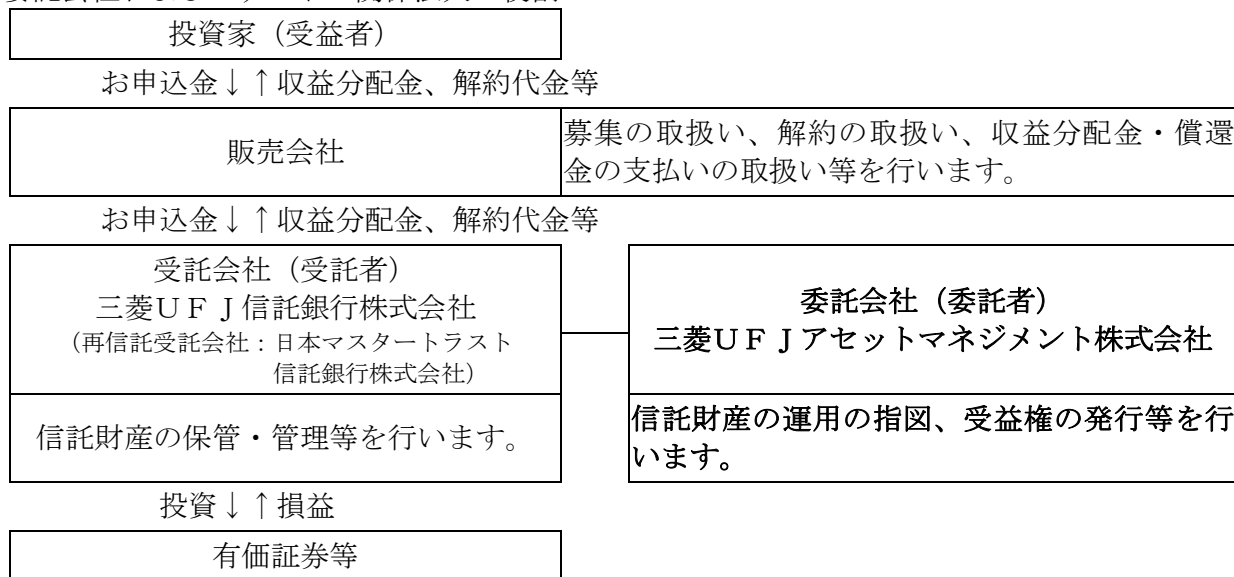 投資家（受益者）
お申込金↓↑収益分配金、解約代金等
販売会社
募集の取扱い、解約の取扱い、収益分配金・償還
金の支払いの取扱い等を行います。
お申込金↓↑収益分配金、解約代金等
受託会社（受託者）
三菱ＵＦＪ信託銀行株式会社
（再信託受託会社：日本マスタートラスト
信託銀行株式会社）
委託会社（委託者）
三菱ＵＦＪアセットマネジメント株式会社
信託財産の保管・管理等を行います。
信託財産の運用の指図、受益権の発行等を行
います。
投資↓↑損益
有価証券等